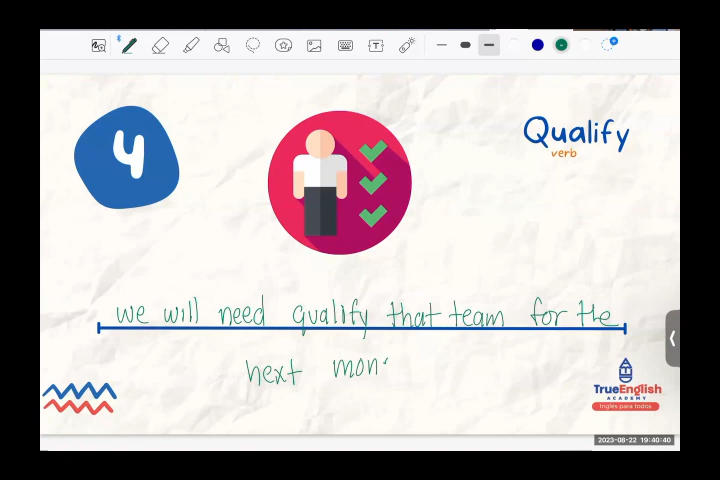 4
Qualify
verb
we will need qualify that team for the
next mon
TrueEnglish
ACADEMY
Inglés para todos
2023-08-22 19:40:40